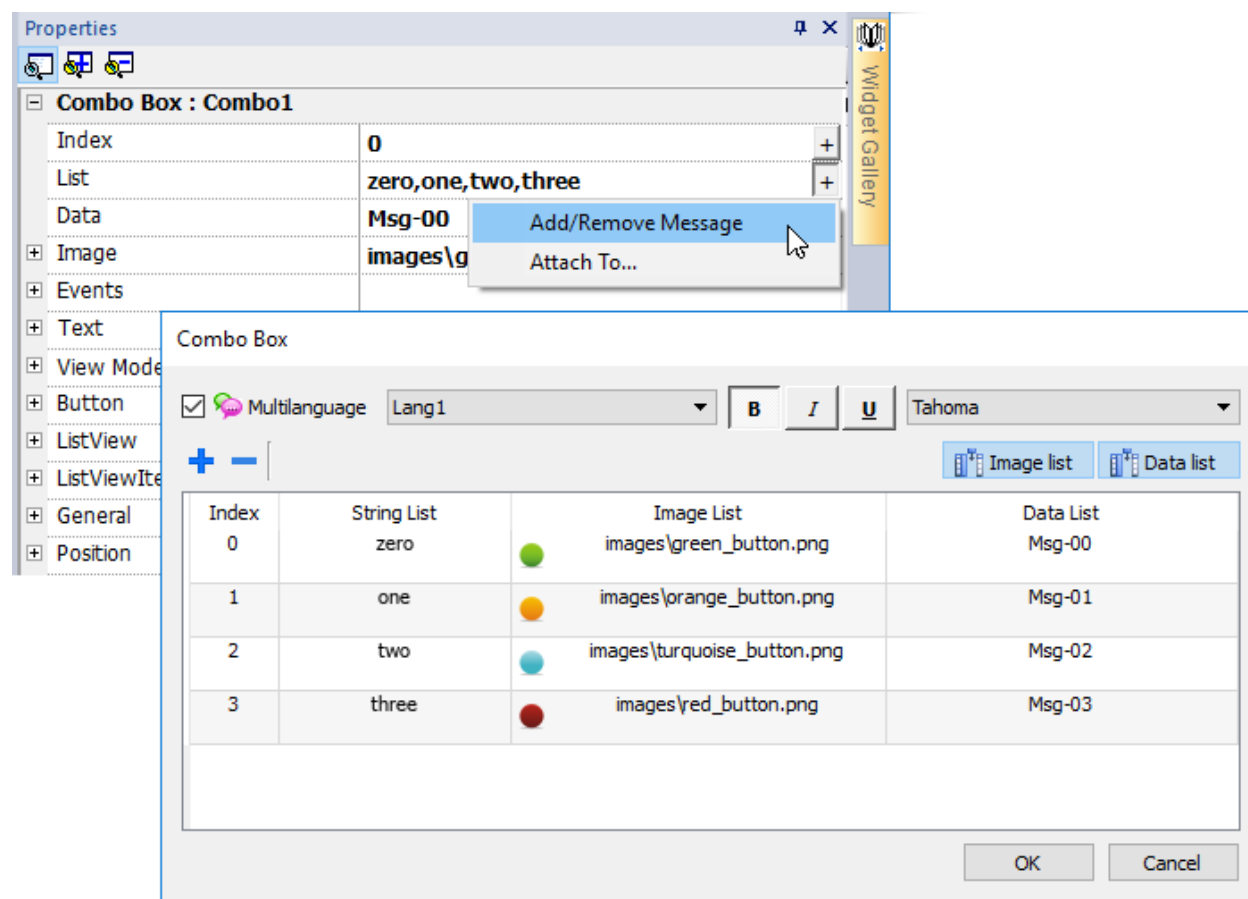 Properties
Widget Gallery
Combo Box : Combo1
Index 0 +
List zero,one,two,three +
Data Msg-00
Add/Remove Message
Image images\g
Attach To...
Events
Text
View Mode
Button
ListView
ListViewIte
General
Position
Combo Box
Multilanguage Lang1 B I U Tahoma
Image list Data list
Index String List Image List Data List
0 zero images\green_button.png Msg-00
1 one images\orange_button.png Msg-01
2 two images\turquoise_button.png Msg-02
3 three images\red_button.png Msg-03
OK Cancel